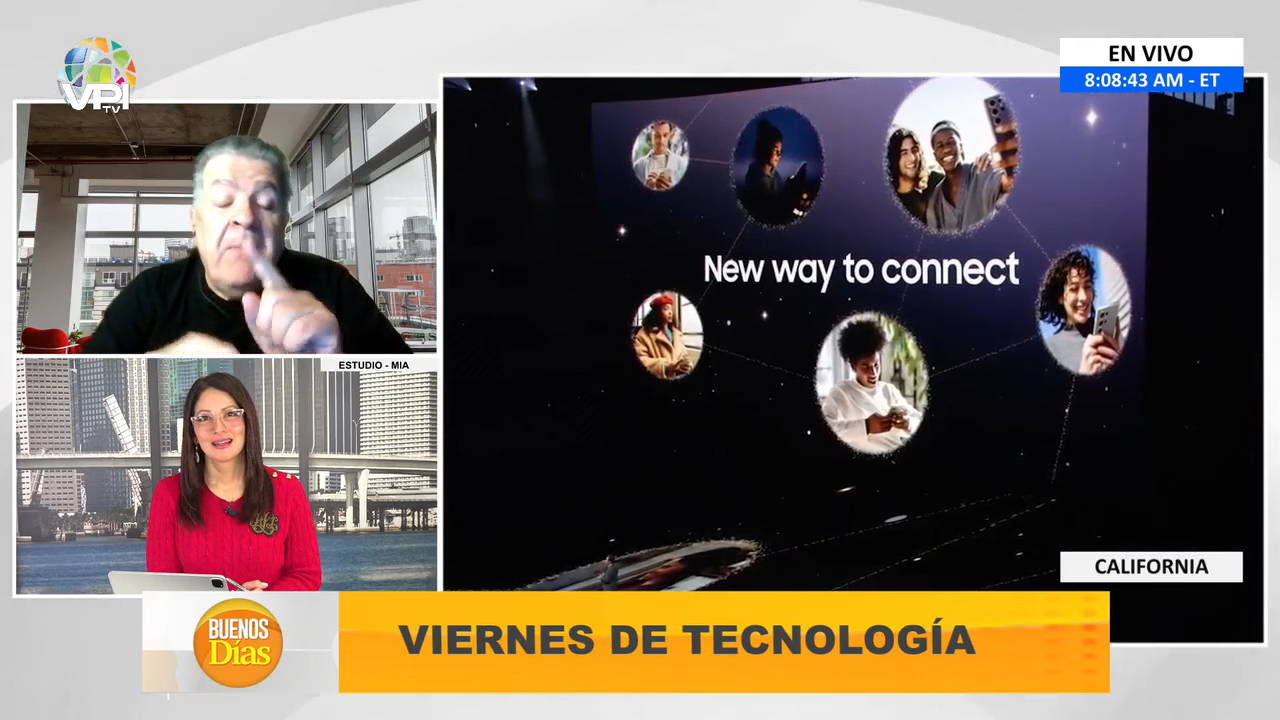 VPI
TV
EN VIVO
8:08:43 AM - ET
New way to connect
ESTUDIO - MIA
CALIFORNIA
BUENOS
Días
VIERNES DE TECNOLOGÍA